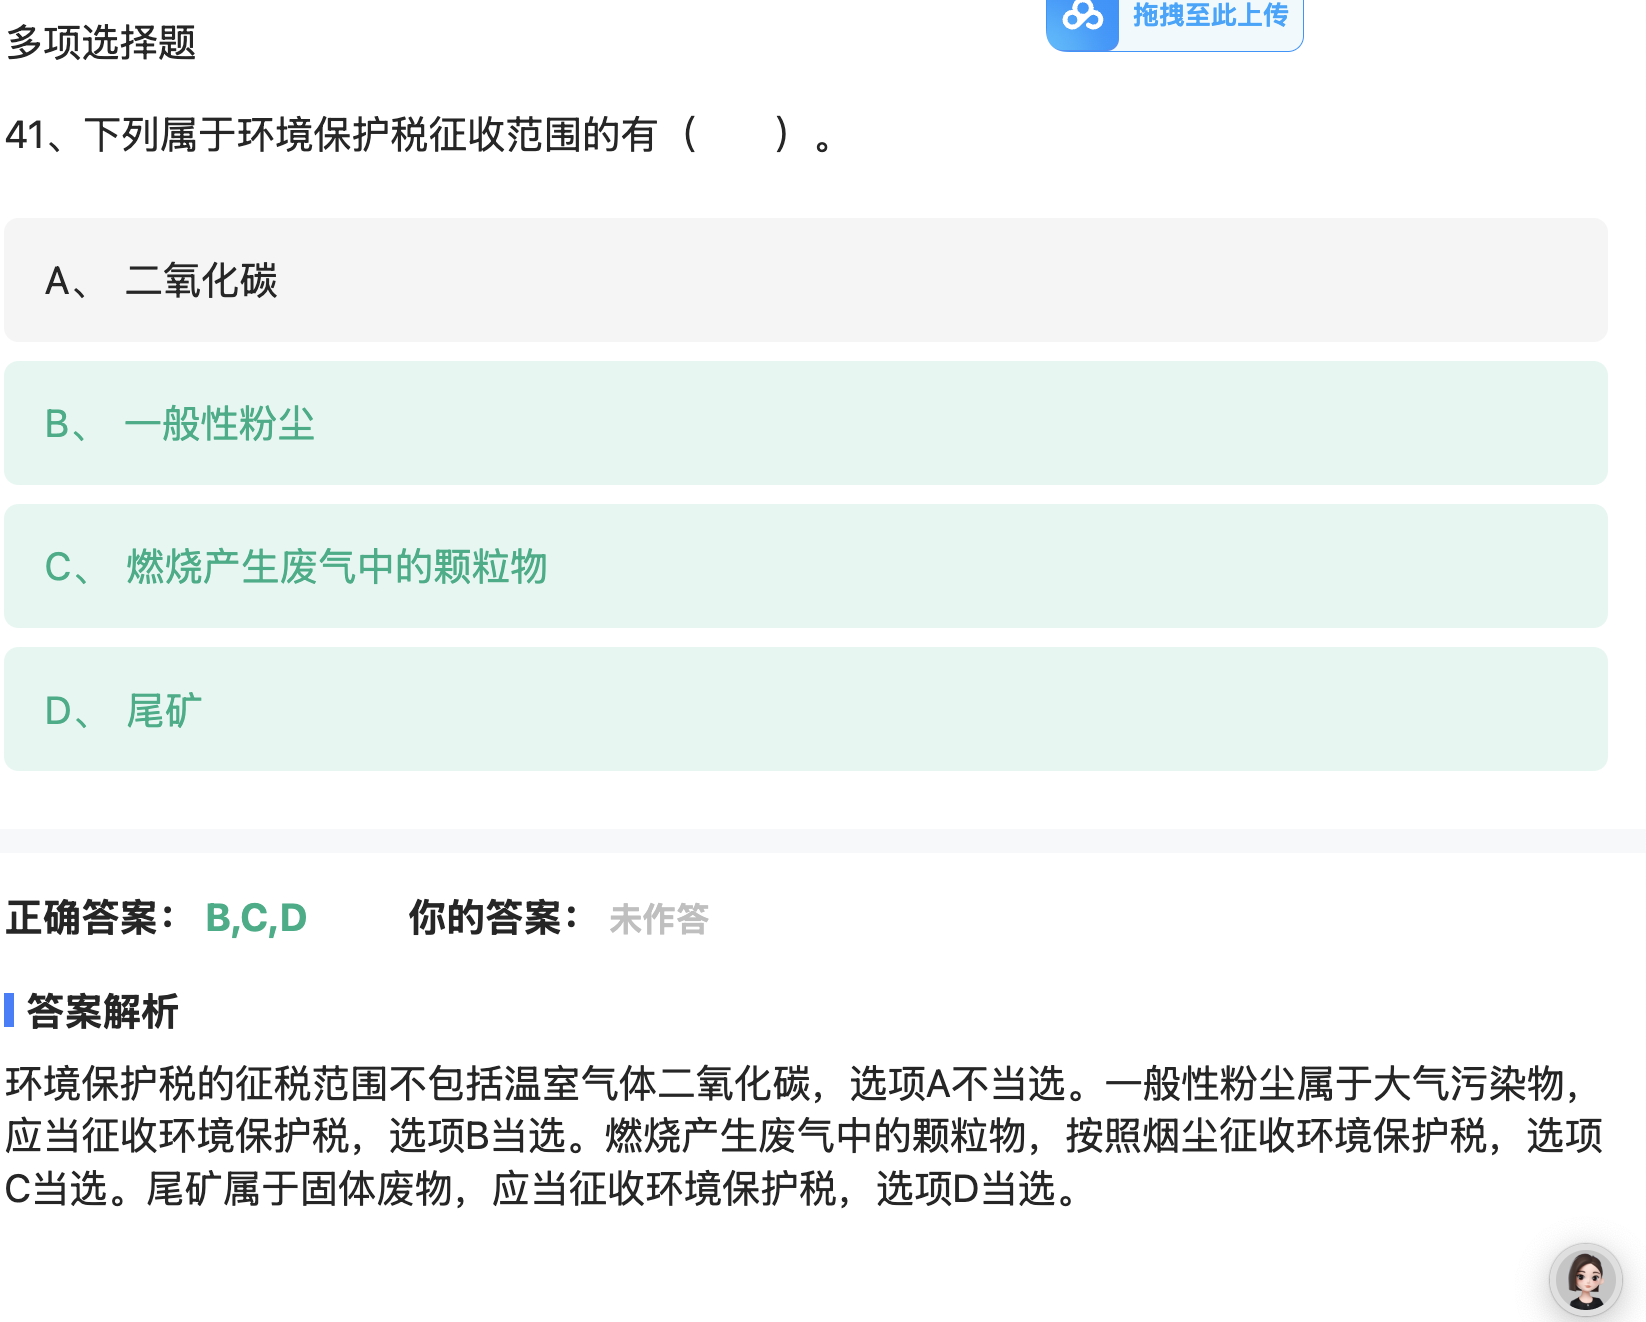 拖拽至此上传
多项选择题
41、下列属于环境保护税征收范围的有（　　）。
A、 二氧化碳
B、 一般性粉尘
C、 燃烧产生废气中的颗粒物
D、 尾矿
正确答案： B,C,D 你的答案： 未作答
答案解析
环境保护税的征税范围不包括温室气体二氧化碳，选项A不当选。一般性粉尘属于大气污染物，
应当征收环境保护税，选项B当选。燃烧产生废气中的颗粒物，按照烟尘征收环境保护税，选项
C当选。尾矿属于固体废物，应当征收环境保护税，选项D当选。